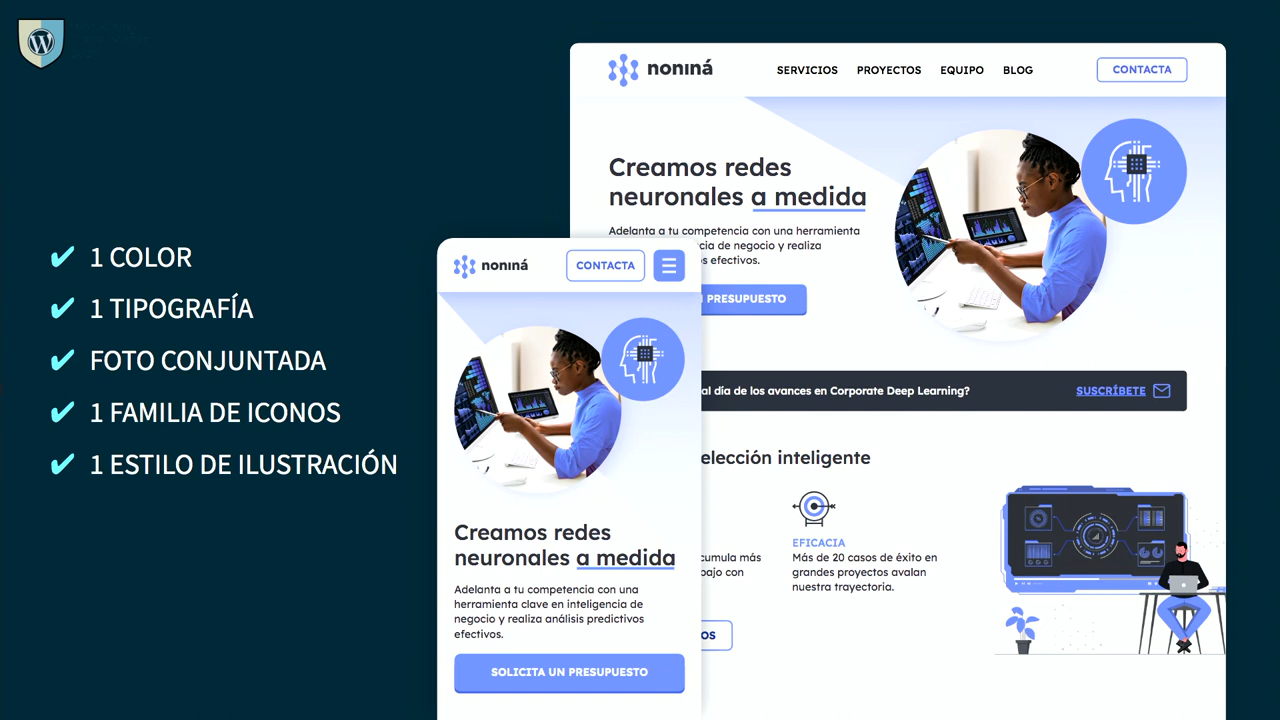 1 COLOR
1 TIPOGRAFÍA
FOTO CONJUNTADA
1 FAMILIA DE ICONOS
1 ESTILO DE ILUSTRACIÓN
nonıná
SERVICIOS
PROYECTOS
EQUIPO
BLOG
CONTACTA
Creamos redes
neuronales a medida
Adelanta a tu competencia con una herramienta
de negocio y realiza
efectivos.
PRESUPUESTO
al día de los avances en Corporate Deep Learning?
SUSCRÍBETE
elección inteligente
EFICACIA
Más de 20 casos de éxito en
grandes proyectos avalan
nuestra trayectoria.
cumula más
bajo con
OS
nonıná
CONTACTA
Creamos redes
neuronales a medida
Adelanta a tu competencia con una
herramienta clave en inteligencia de
negocio y realiza análisis predictivos
efectivos.
SOLICITA UN PRESUPUESTO